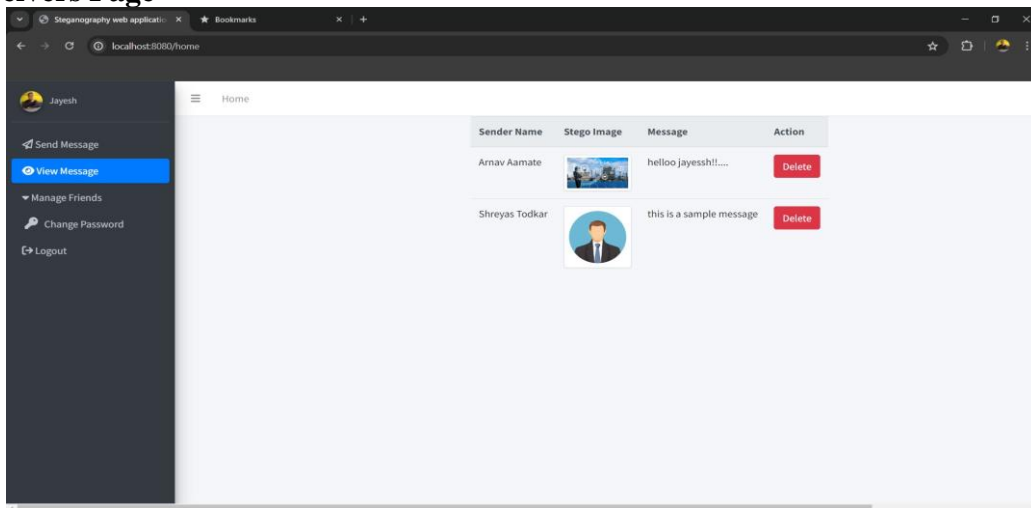 Steganography web applicatio
Bookmarks
localhost:8080/home
Jayesh
Home
Send Message
View Message
Manage Friends
Change Password
Logout
Sender Name Stego Image Message Action
Arnav Aamate helloo jayessh!!.... Delete
Shreyas Todkar this is a sample message Delete